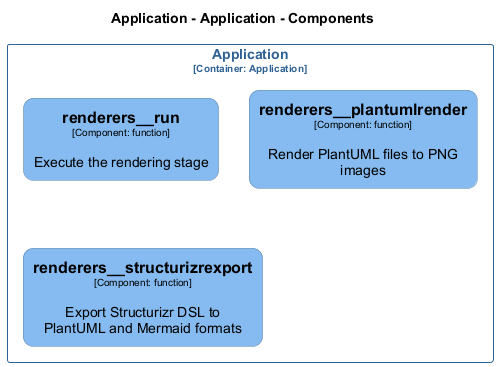 Application - Application - Components
Application
[Container: Application]
renderers__run
[Component: function]
Execute the rendering stage
renderers__plantumlrender
[Component: function]
Render PlantUML files to PNG
images
renderers__structurizrexport
[Component: function]
Export Structurizr DSL to
PlantUML and Mermaid formats